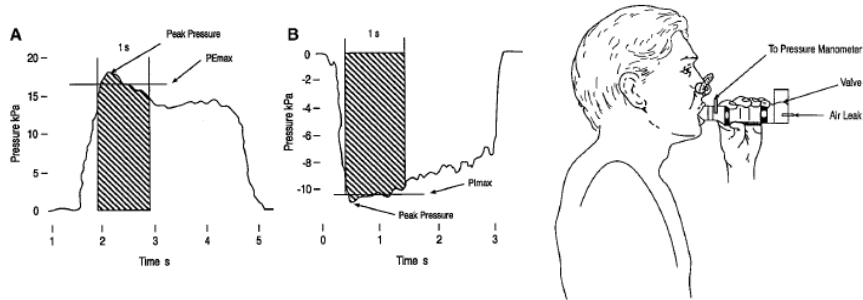 A
1 s
Peak Pressure
PEmax
20
15
10
5
0
Pressure kPa
1
2
3
4
5
Time s
B
1 s
0
-2
-4
-6
-8
-10
Pressure kPa
PImax
Peak Pressure
0
1
2
3
Time s
To Pressure Manometer
Valve
Air Leak